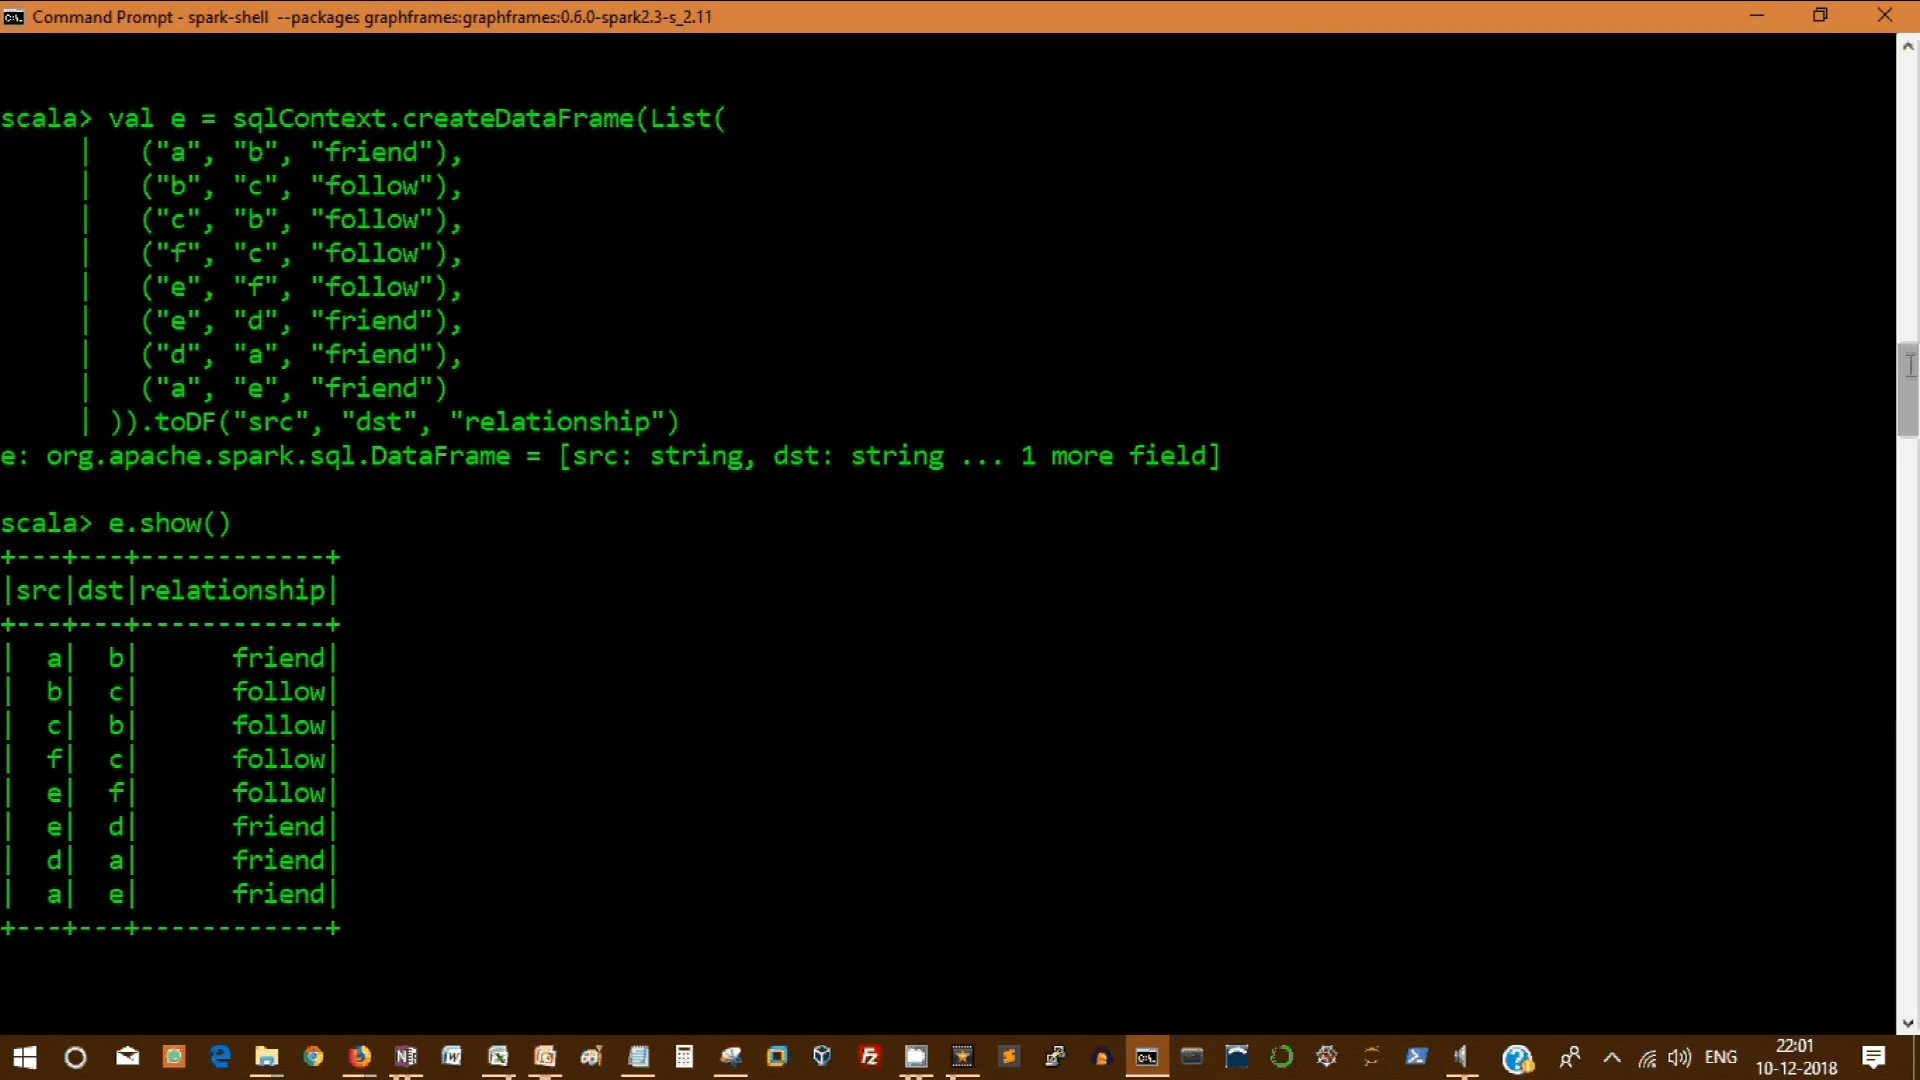 Command Prompt - spark-shell  --packages graphframes:graphframes:0.6.0-spark2.3-s_2.11
scala> val e = sqlContext.createDataFrame(List(
     |   ("a", "b", "friend"),
     |   ("b", "c", "follow"),
     |   ("c", "b", "follow"),
     |   ("f", "c", "follow"),
     |   ("e", "f", "follow"),
     |   ("e", "d", "friend"),
     |   ("d", "a", "friend"),
     |   ("a", "e", "friend")
     | )).toDF("src", "dst", "relationship")
e: org.apache.spark.sql.DataFrame = [src: string, dst: string ... 1 more field]
scala> e.show()
+---+---+------------+
|src|dst|relationship|
+---+---+------------+
|  a|  b|      friend|
|  b|  c|      follow|
|  c|  b|      follow|
|  f|  c|      follow|
|  e|  f|      follow|
|  e|  d|      friend|
|  d|  a|      friend|
|  a|  e|      friend|
+---+---+------------+
ENG
22:01
10-12-2018